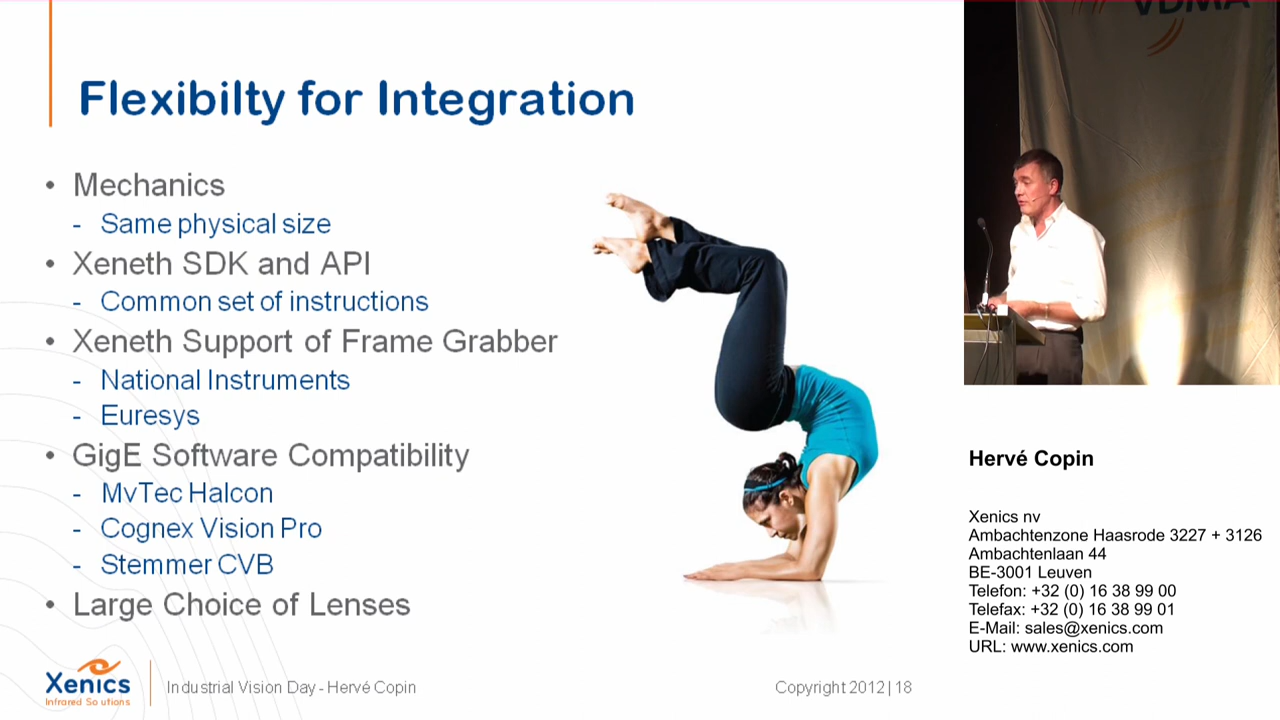 Flexibilty for Integration
• Mechanics
- Same physical size
• Xeneth SDK and API
- Common set of instructions
• Xeneth Support of Frame Grabber
- National Instruments
- Euresys
• GigE Software Compatibility
- MvTec Halcon
- Cognex Vision Pro
- Stemmer CVB
• Large Choice of Lenses
Xenics
Infrared Solutions
Industrial Vision Day - Hervé Copin
Copyright 2012 | 18
VDMA
Hervé Copin
Xenics nv
Ambachtenzone Haasrode 3227 + 3126
Ambachtenlaan 44
BE-3001 Leuven
Telefon: +32 (0) 16 38 99 00
Telefax: +32 (0) 16 38 99 01
E-Mail: sales@xenics.com
URL: www.xenics.com